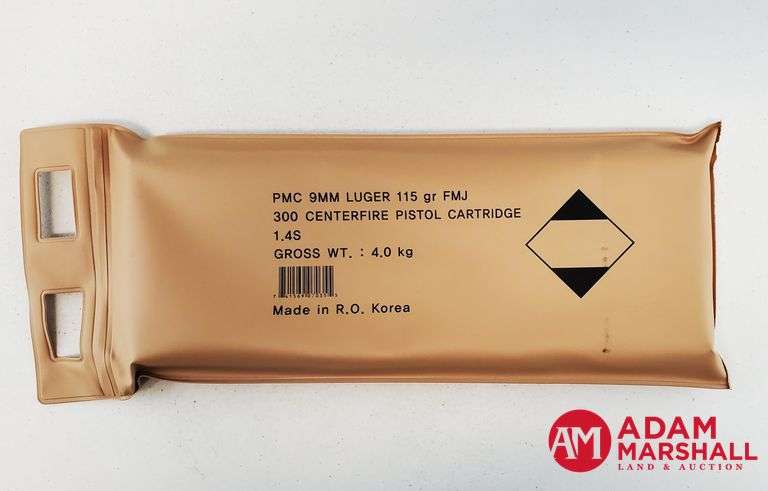 PMC 9MM LUGER 115 gr FMJ
300 CENTERFIRE PISTOL CARTRIDGE
1.4S
GROSS WT. : 4.0 kg
Made in R.O. Korea
AM
ADAM
MARSHALL
LAND & AUCTION